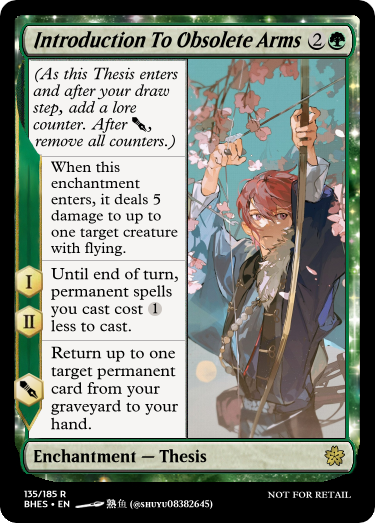 Introduction To Obsolete Arms 2
(As this Thesis enters
and after your draw
step, add a lore
counter. After ,
remove all counters.)
When this
enchantment
enters, it deals 5
damage to up to
one target creature
with flying.
I
II
Until end of turn,
permanent spells
you cast cost 1
less to cast.
Return up to one
target permanent
card from your
graveyard to your
hand.
Enchantment — Thesis
135/185 R
NOT FOR RETAIL
BHES • EN 熟鱼 (@SHUYU08382645)